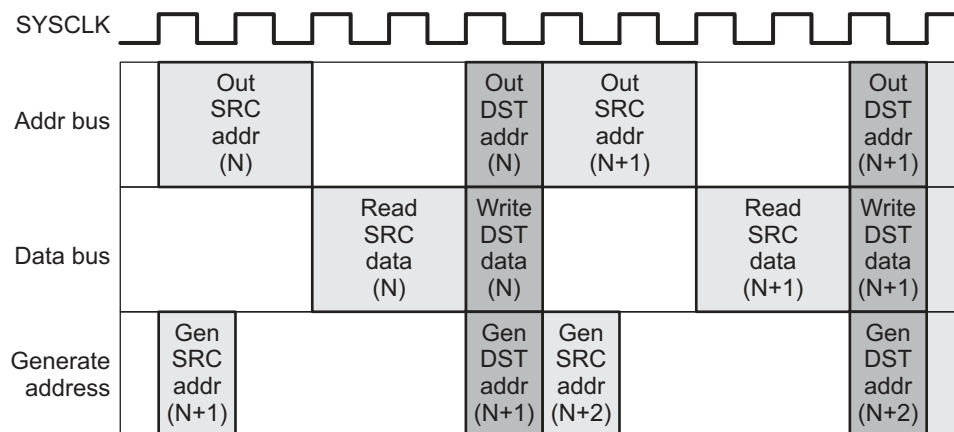 SYSCLK
Addr bus
Out
SRC
addr
(N)
Out
DST
addr
(N)
Out
SRC
addr
(N+1)
Out
DST
addr
(N+1)
Data bus
Read
SRC
data
(N)
Write
DST
data
(N)
Read
SRC
data
(N+1)
Write
DST
data
(N+1)
Generate
address
Gen
SRC
addr
(N+1)
Gen
DST
addr
(N+1)
Gen
SRC
addr
(N+2)
Gen
DST
addr
(N+2)